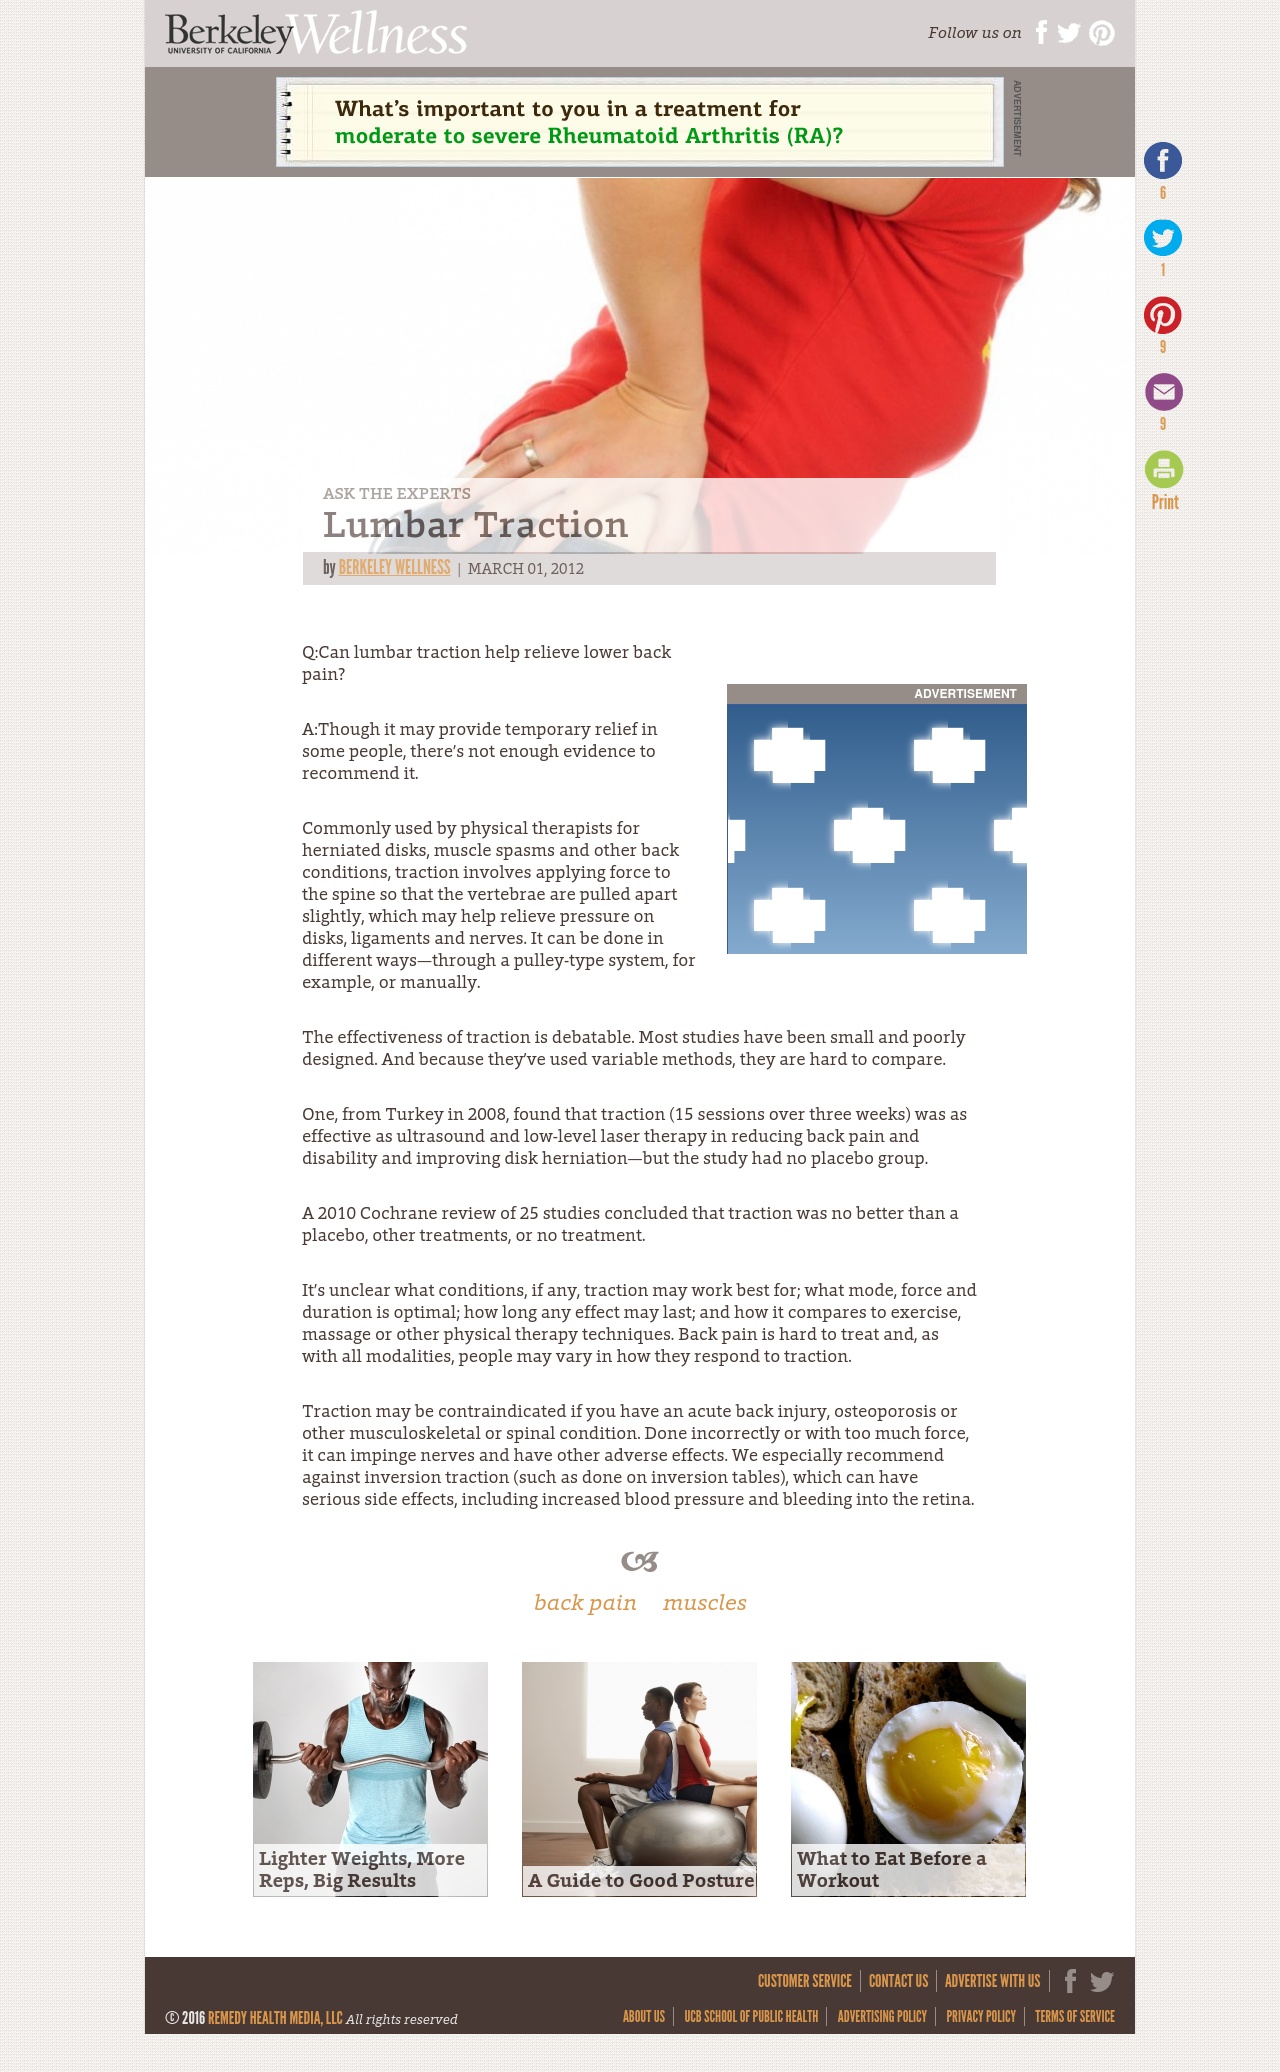 Berkeley Wellness
UNIVERSITY OF CALIFORNIA
Follow us on
What's important to you in a treatment for
moderate to severe Rheumatoid Arthritis (RA)?
ADVERTISEMENT
6
1
9
9
Print
ASK THE EXPERTS
Lumbar Traction
by BERKELEY WELLNESS | MARCH 01, 2012
Q:Can lumbar traction help relieve lower back
pain?
ADVERTISEMENT
A:Though it may provide temporary relief in
some people, there's not enough evidence to
recommend it.
Commonly used by physical therapists for
herniated disks, muscle spasms and other back
conditions, traction involves applying force to
the spine so that the vertebrae are pulled apart
slightly, which may help relieve pressure on
disks, ligaments and nerves. It can be done in
different ways—through a pulley-type system, for
example, or manually.
The effectiveness of traction is debatable. Most studies have been small and poorly
designed. And because they've used variable methods, they are hard to compare.
One, from Turkey in 2008, found that traction (15 sessions over three weeks) was as
effective as ultrasound and low-level laser therapy in reducing back pain and
disability and improving disk herniation—but the study had no placebo group.
A 2010 Cochrane review of 25 studies concluded that traction was no better than a
placebo, other treatments, or no treatment.
It's unclear what conditions, if any, traction may work best for; what mode, force and
duration is optimal; how long any effect may last; and how it compares to exercise,
massage or other physical therapy techniques. Back pain is hard to treat and, as
with all modalities, people may vary in how they respond to traction.
Traction may be contraindicated if you have an acute back injury, osteoporosis or
other musculoskeletal or spinal condition. Done incorrectly or with too much force,
it can impinge nerves and have other adverse effects. We especially recommend
against inversion traction (such as done on inversion tables), which can have
serious side effects, including increased blood pressure and bleeding into the retina.
back pain muscles
Lighter Weights, More
Reps, Big Results
A Guide to Good Posture
What to Eat Before a
Workout
CUSTOMER SERVICE CONTACT US ADVERTISE WITH US
© 2016 REMEDY HEALTH MEDIA, LLC All rights reserved
ABOUT US UCB SCHOOL OF PUBLIC HEALTH ADVERTISING POLICY PRIVACY POLICY TERMS OF SERVICE